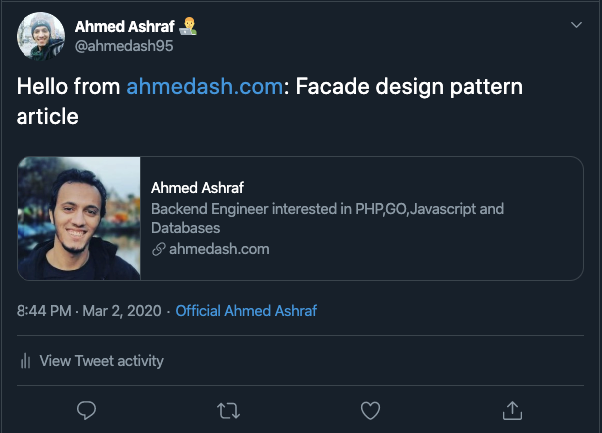 Ahmed Ashraf 👨‍💻
@ahmedash95
Hello from ahmedash.com: Facade design pattern
article
Ahmed Ashraf
Backend Engineer interested in PHP,GO,Javascript and
Databases
ahmedash.com
8:44 PM · Mar 2, 2020 · Official Ahmed Ashraf
View Tweet activity